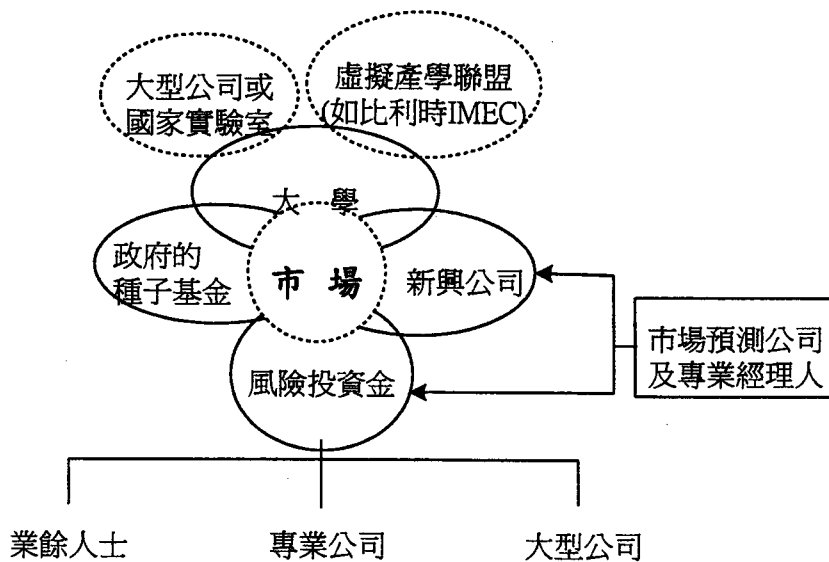 大型公司或
國家實驗室
虛擬產學聯盟
(如比利時IMEC)
大 學
政府的
種子基金
市 場
新興公司
市場預測公司
及專業經理人
風險投資金
業餘人士
專業公司
大型公司